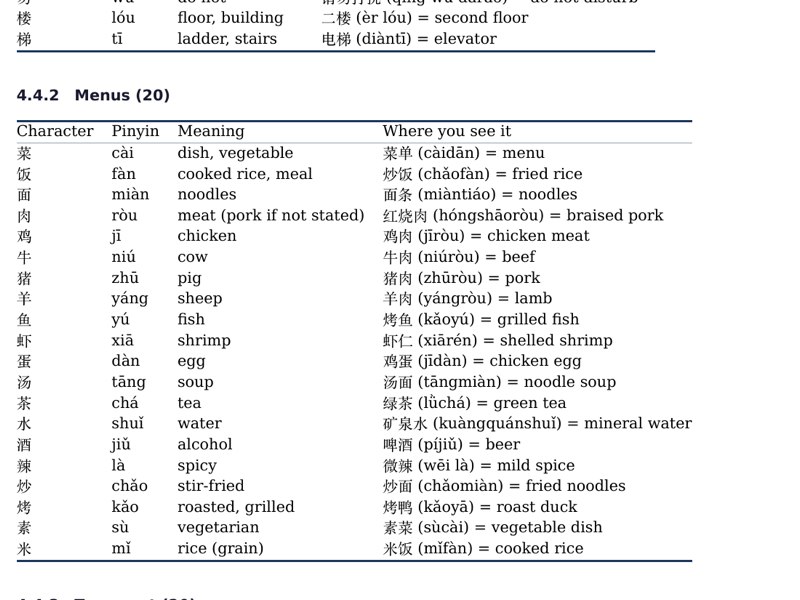 楼 lóu floor, building 二楼 (èr lóu) = second floor
梯 tī ladder, stairs 电梯 (diàntī) = elevator
4.4.2 Menus (20)
Character Pinyin Meaning Where you see it
菜 cài dish, vegetable 菜单 (càidān) = menu
饭 fàn cooked rice, meal 炒饭 (chǎofàn) = fried rice
面 miàn noodles 面条 (miàntiáo) = noodles
肉 ròu meat (pork if not stated) 红烧肉 (hóngshāoròu) = braised pork
鸡 jī chicken 鸡肉 (jīròu) = chicken meat
牛 niú cow 牛肉 (niúròu) = beef
猪 zhū pig 猪肉 (zhūròu) = pork
羊 yáng sheep 羊肉 (yángròu) = lamb
鱼 yú fish 烤鱼 (kǎoyú) = grilled fish
虾 xiā shrimp 虾仁 (xiārén) = shelled shrimp
蛋 dàn egg 鸡蛋 (jīdàn) = chicken egg
汤 tāng soup 汤面 (tāngmiàn) = noodle soup
茶 chá tea 绿茶 (lǜchá) = green tea
水 shuǐ water 矿泉水 (kuàngquánshuǐ) = mineral water
酒 jiǔ alcohol 啤酒 (píjiǔ) = beer
辣 là spicy 微辣 (wēi là) = mild spice
炒 chǎo stir-fried 炒面 (chǎomiàn) = fried noodles
烤 kǎo roasted, grilled 烤鸭 (kǎoyā) = roast duck
素 sù vegetarian 素菜 (sùcài) = vegetable dish
米 mǐ rice (grain) 米饭 (mǐfàn) = cooked rice